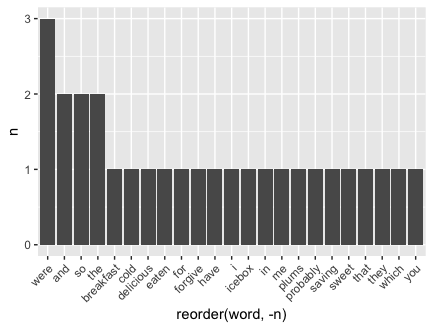 3
2
1
0
n
were
and
so
the
breakfast
cold
delicious
eaten
for
forgive
have
i
icebox
in
me
plums
probably
saving
sweet
that
they
which
you
reorder(word, -n)